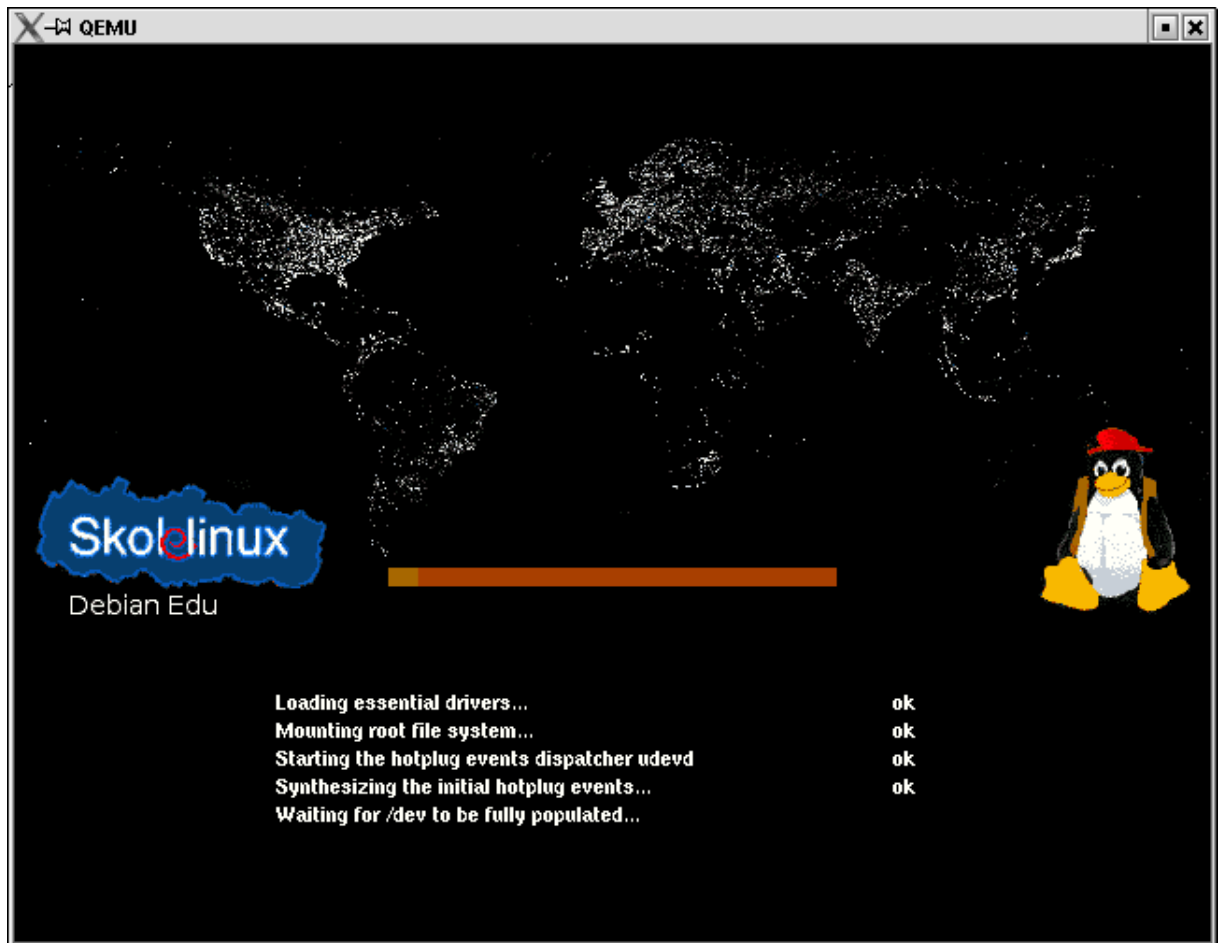 QEMU
Skolelinux
Debian Edu
Loading essential drivers... ok
Mounting root file system... ok
Starting the hotplug events dispatcher udevd ok
Synthesizing the initial hotplug events... ok
Waiting for /dev to be fully populated...